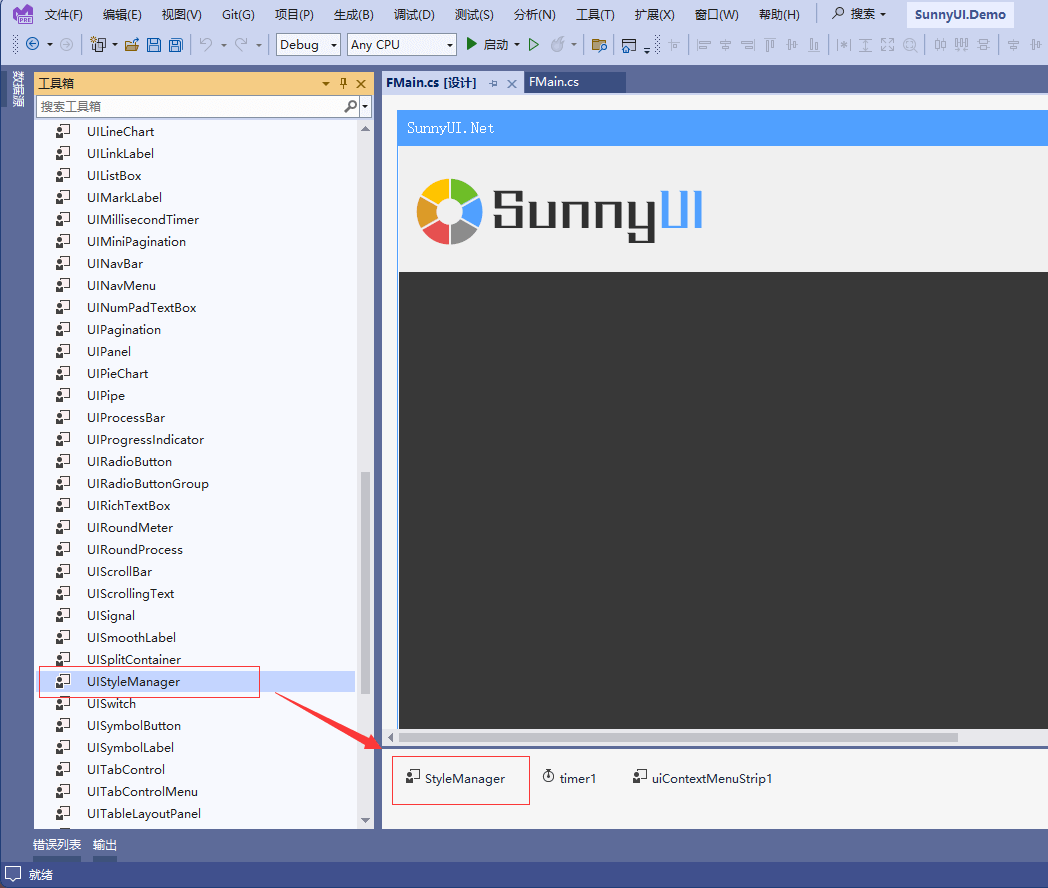 文件(F) 编辑(E) 视图(V) Git(G) 项目(P) 生成(B) 调试(D) 测试(S) 分析(N) 工具(T) 扩展(X) 窗口(W) 帮助(H) 搜索 SunnyUI.Demo
PRE
Debug Any CPU 启动
数据源
工具箱
搜索工具箱
UILineChart
UILinkLabel
UIListBox
UIMarkLabel
UIMillisecondTimer
UIMiniPagination
UINavBar
UINavMenu
UINumPadTextBox
UIPagination
UIPanel
UIPieChart
UIPipe
UIProcessBar
UIProgressIndicator
UIRadioButton
UIRadioButtonGroup
UIRichTextBox
UIRoundMeter
UIRoundProcess
UIScrollBar
UIScrollingText
UISignal
UISmoothLabel
UISplitContainer
UIStyleManager
UISwitch
UISymbolButton
UISymbolLabel
UITabControl
UITabControlMenu
UITableLayoutPanel
FMain.cs [设计] FMain.cs
SunnyUI.Net
SunnyUI
StyleManager timer1 uiContextMenuStrip1
错误列表 输出
就绪